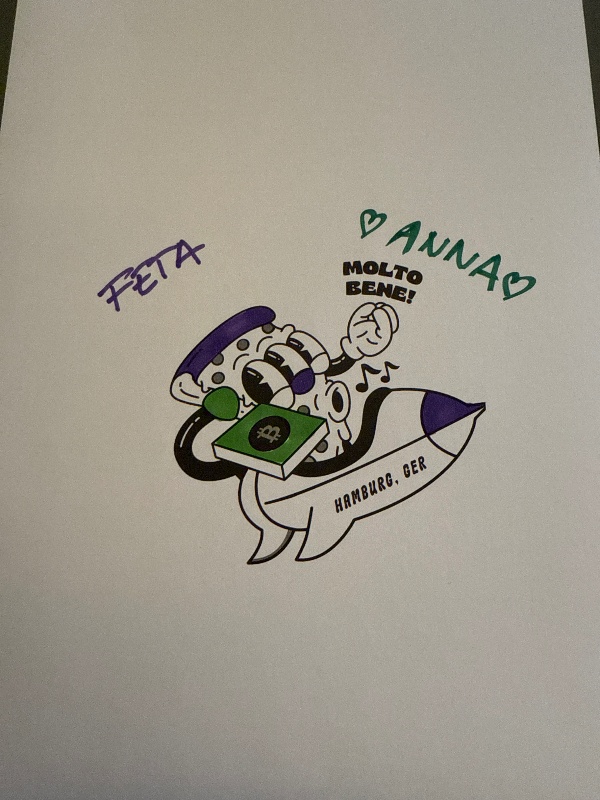 FETA
♡ ANNA ♡
MOLTO
BENE!
₿
HAMBURG, GER